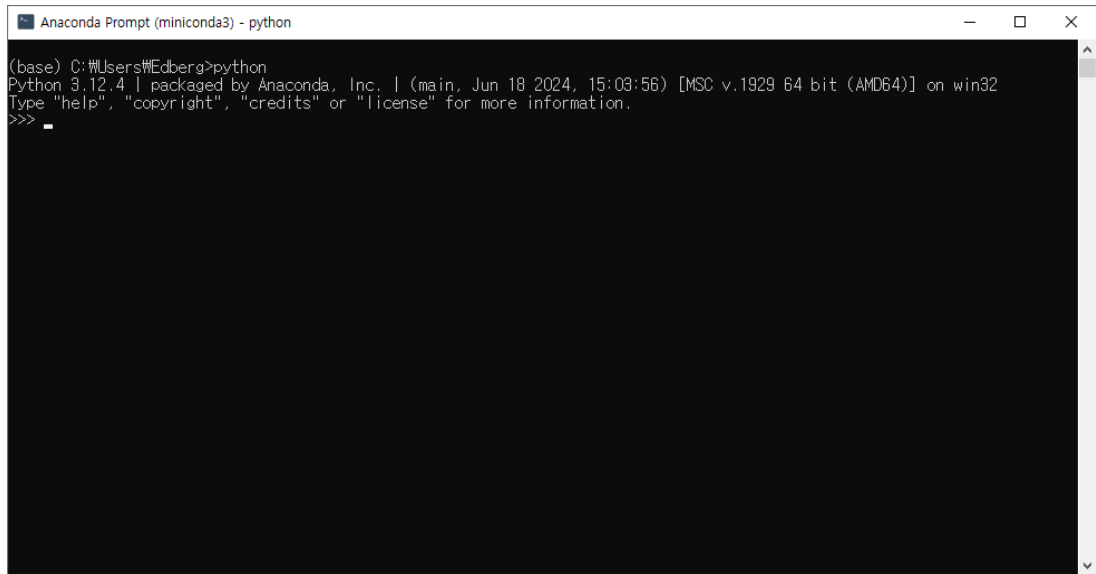 Anaconda Prompt (miniconda3) - python
(base) C:₩Users₩Edberg>python
Python 3.12.4 | packaged by Anaconda, Inc. | (main, Jun 18 2024, 15:03:56) [MSC v.1929 64 bit (AMD64)] on win32
Type "help", "copyright", "credits" or "license" for more information.
>>>